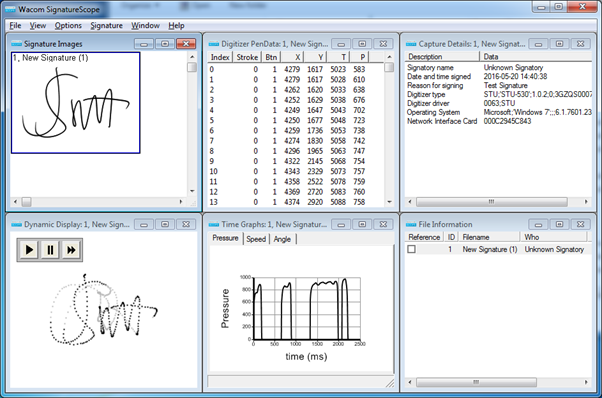 Wacom SignatureScope
File View Options Signature Window Help
Signature Images
1, New Signature (1)
Digitizer PenData: 1, New Sign...
Index Stroke Btn X Y T P
0 0 1 4279 1617 5023 583
1 0 1 4279 1617 5028 610
2 0 1 4262 1620 5033 638
3 0 1 4252 1629 5038 676
4 0 1 4249 1647 5043 702
5 0 1 4250 1677 5048 723
6 0 1 4259 1736 5053 738
7 0 1 4274 1830 5058 742
8 0 1 4296 1965 5063 747
9 0 1 4322 2145 5068 754
10 0 1 4343 2329 5073 757
11 0 1 4358 2522 5078 759
12 0 1 4369 2720 5083 760
13 0 1 4374 2920 5088 758
Capture Details: 1, New Signat...
Description Data
Signatory name Unknown Signatory
Date and time signed 2016-05-20 14:40:38
Reason for signing Test Signature
Digitizer type STU;'STU-530';1.0.2.0;3GZQS0007
Digitizer driver 0063;STU
Operating System Microsoft;'Windows 7';;;6.1.7601.23
Network Interface Card 000C2945C843
Dynamic Display: 1, New Sign...
Time Graphs: 1, New Signatur...
Pressure Speed Angle
Pressure
1000
800
600
400
200
0
0 500 1000 1500 2000 2500
time (ms)
File Information
Reference ID Filename Who
1 New Signature (1) Unknown Signatory